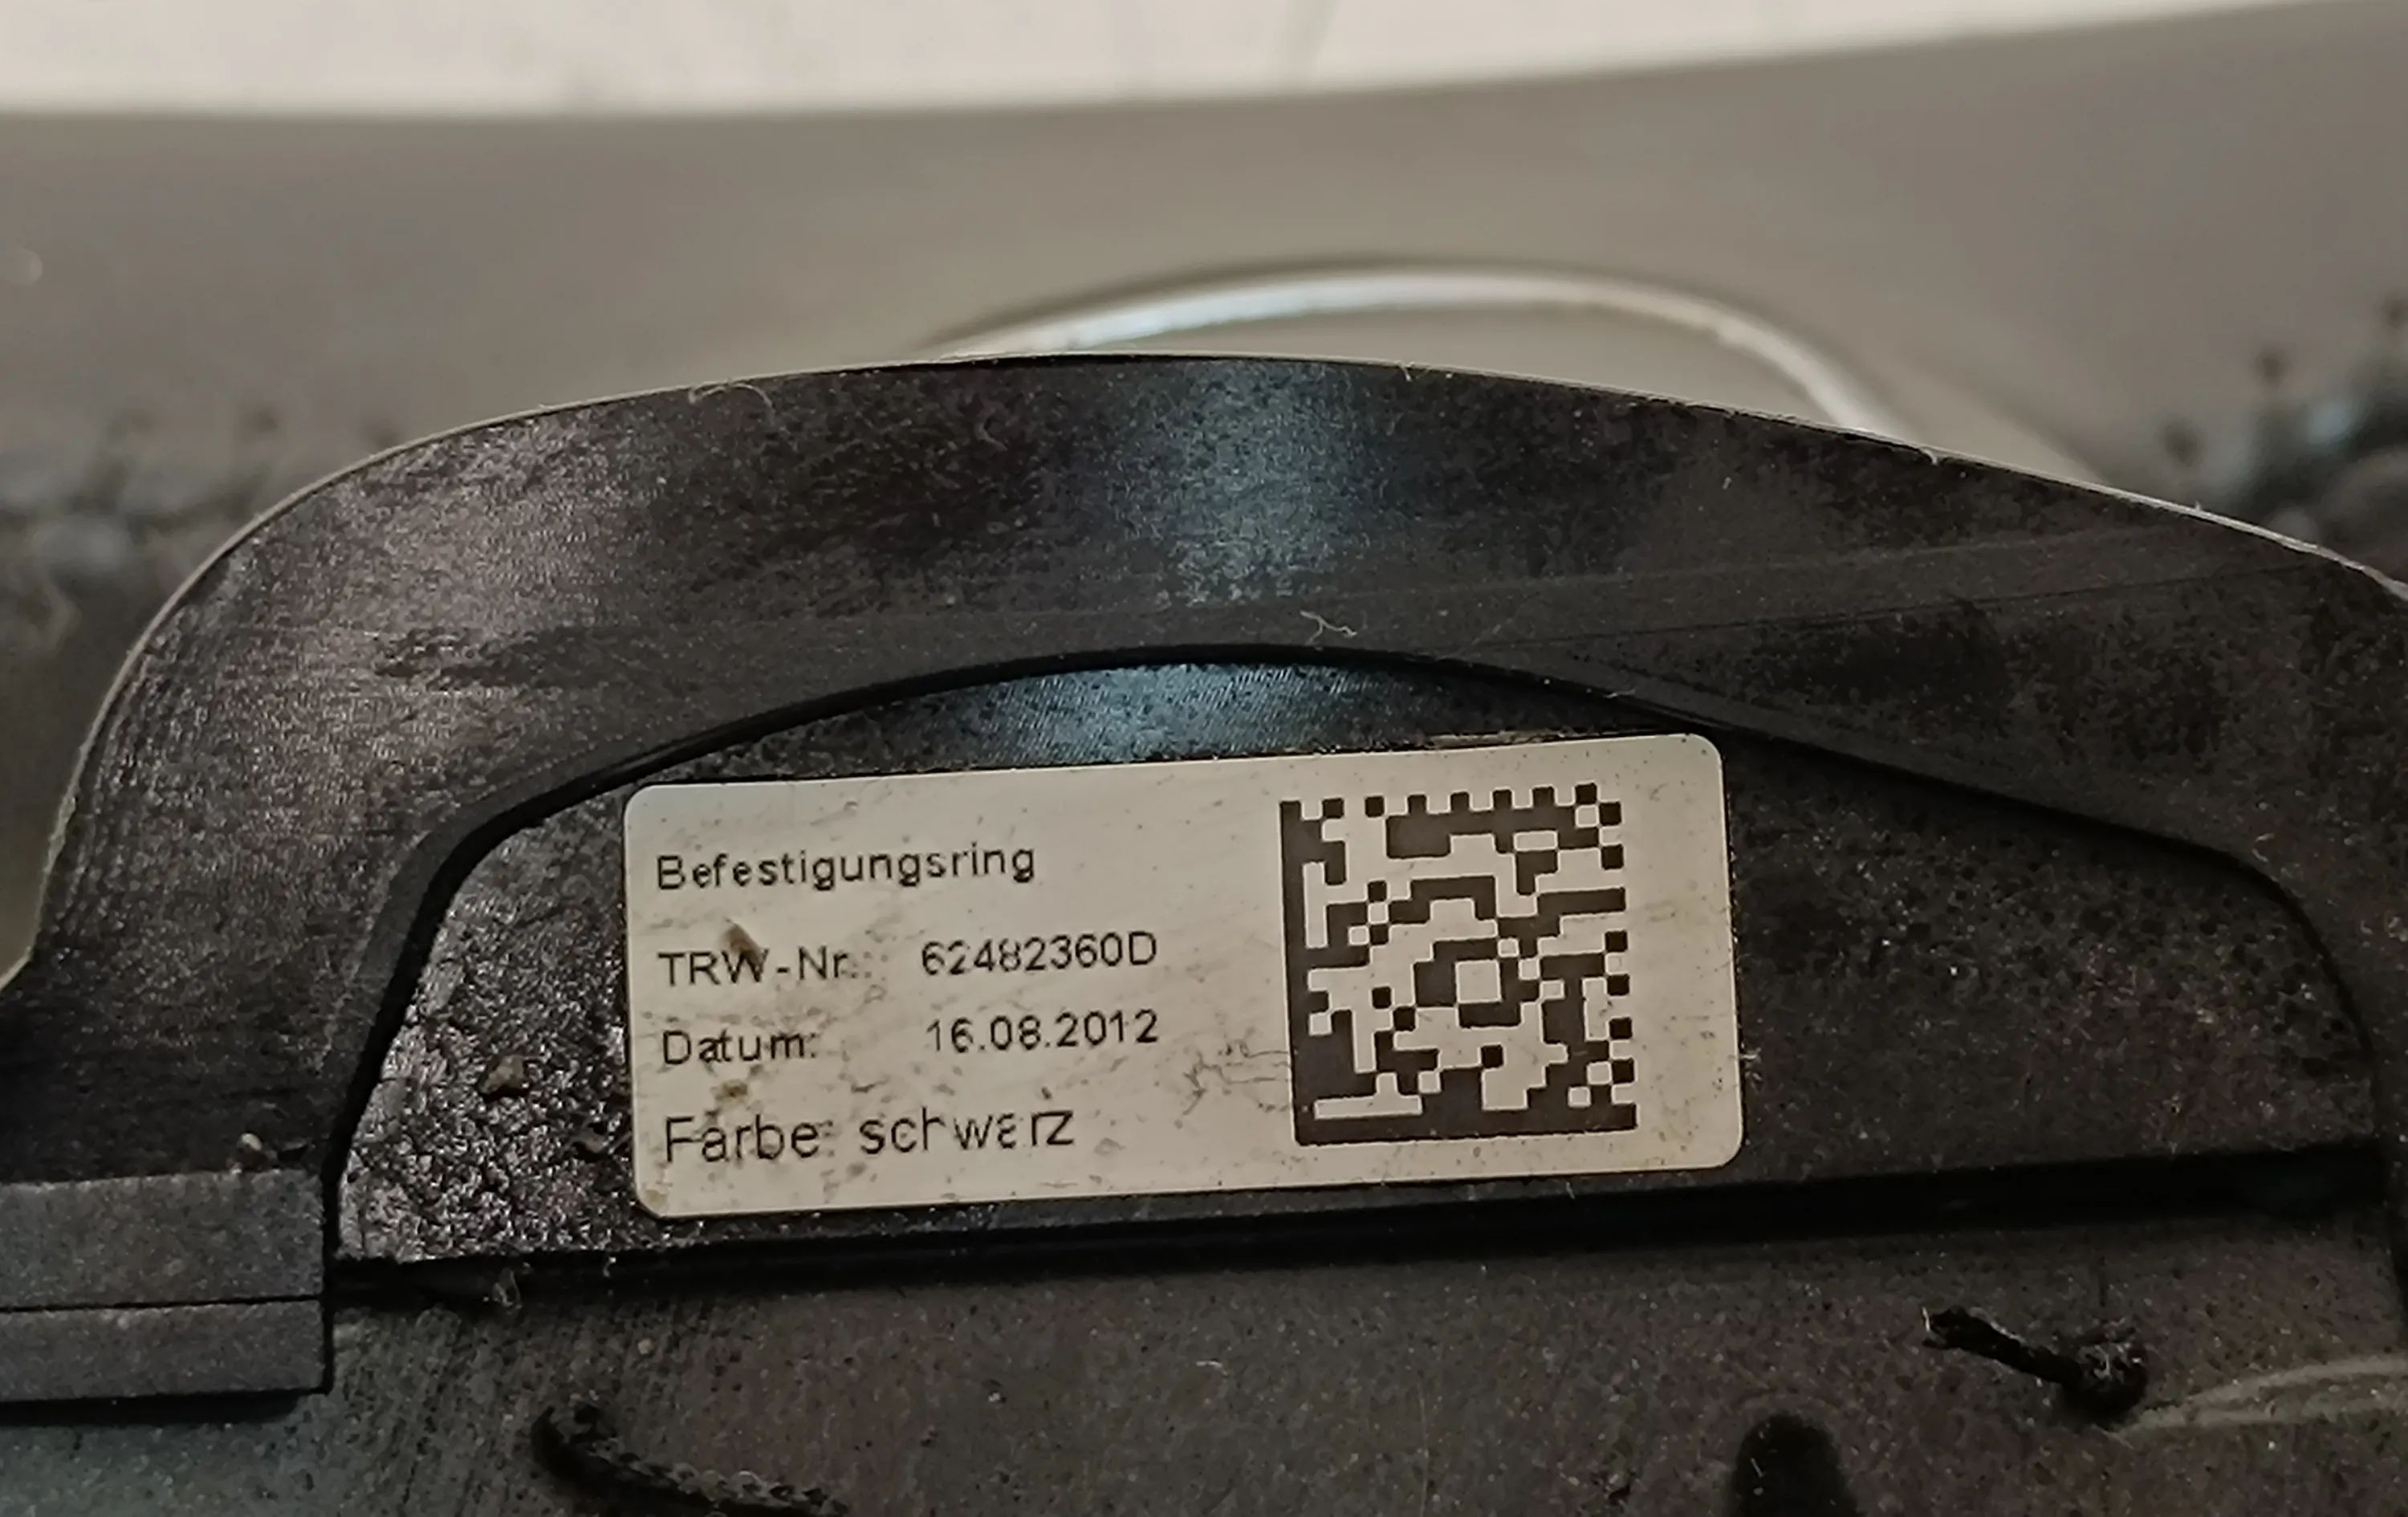 Befestigungsring
TRW-Nr.: 62482360D
Datum: 16.08.2012
Farbe: schwarz